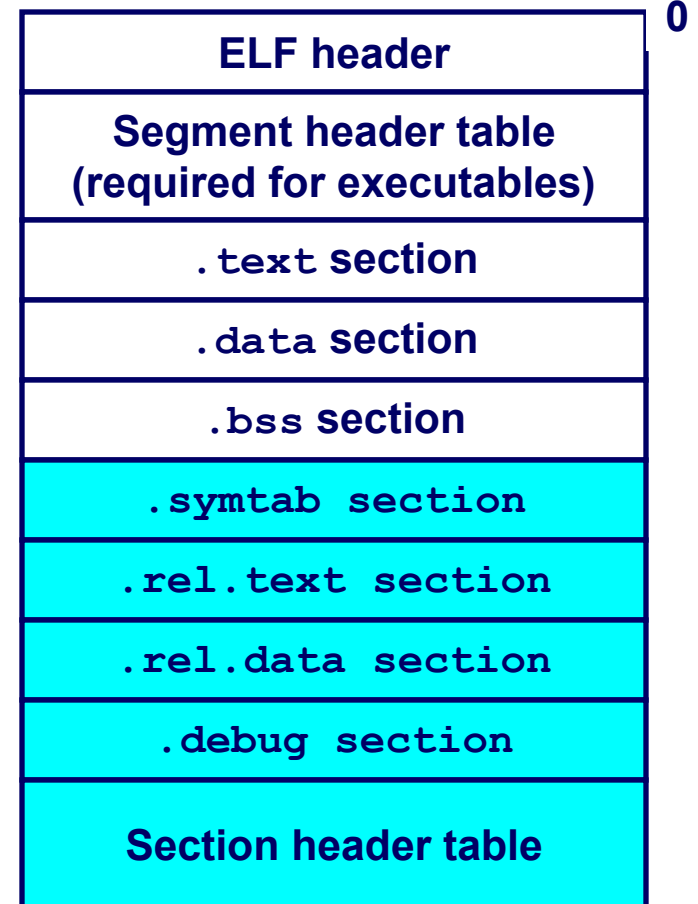 0
ELF header
Segment header table
(required for executables)
.text section
.data section
.bss section
.symtab section
.rel.text section
.rel.data section
.debug section
Section header table